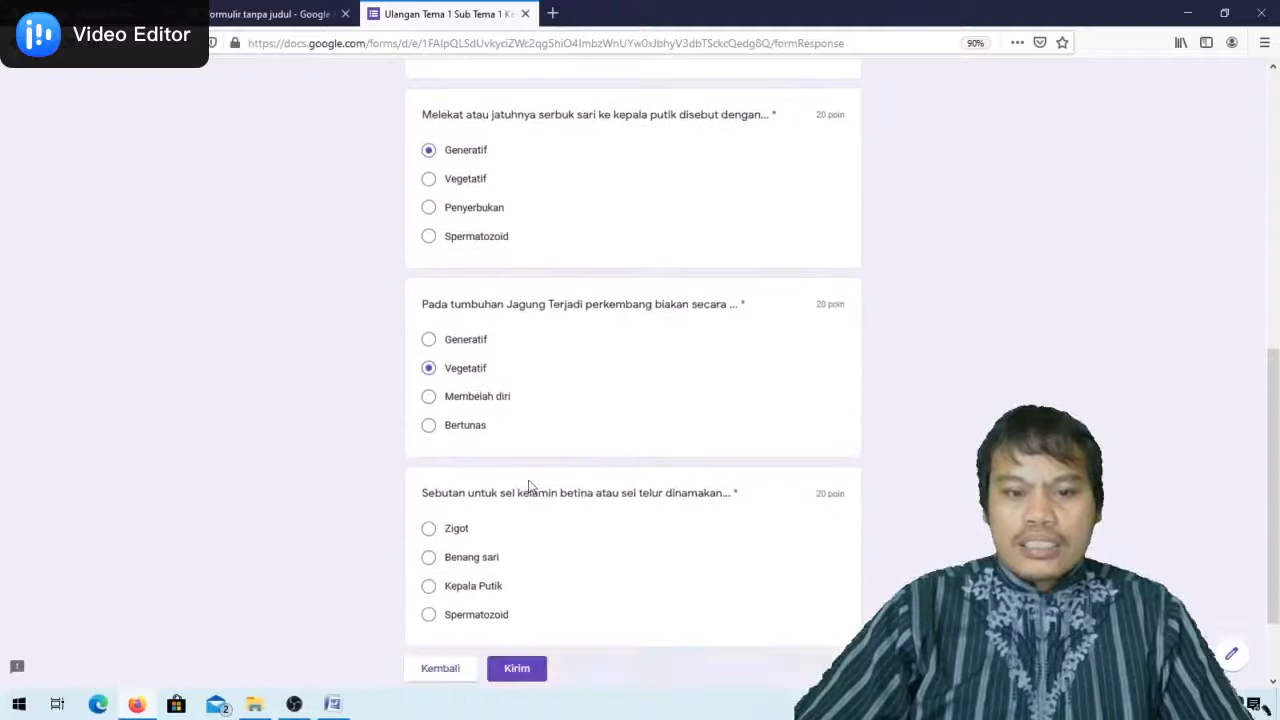 Video Editor
ormulir tanpa judul - Google
Ulangan Tema 1 Sub Tema 1 Ke
https://docs.google.com/forms/d/e/1FAIpQLSdUvkyciZWc2qg5hiO4ImbzWnUYw0xJbhyV3dbTSckcQedg8Q/formResponse
90%
Melekat atau jatuhnya serbuk sari ke kepala putik disebut dengan... *
20 poin
Generatif
Vegetatif
Penyerbukan
Spermatozoid
Pada tumbuhan Jagung Terjadi perkembang biakan secara ... *
20 poin
Generatif
Vegetatif
Membelah diri
Bertunas
Sebutan untuk sel kelamin betina atau sel telur dinamakan... *
20 poin
Zigot
Benang sari
Kepala Putik
Spermatozoid
Kembali
Kirim
2